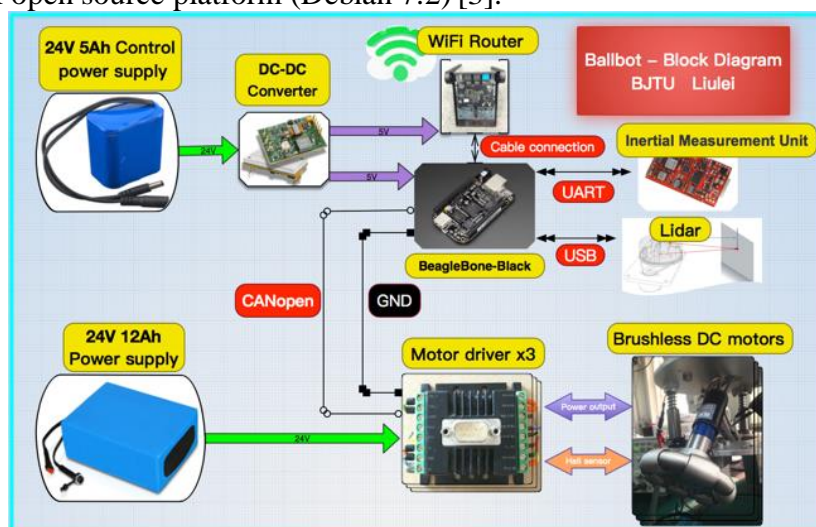 open source platform (Debian 7.2) [3].
24V 5Ah Control
power supply
DC-DC
Converter
WiFi Router
Ballbot – Block Diagram
BJTU Liulei
24V
5V
5V
Cable connection
Inertial Measurement Unit
UART
Lidar
USB
BeagleBone-Black
CANopen
GND
24V 12Ah
Power supply
Motor driver x3
Brushless DC motors
24V
Power output
Hall sensor